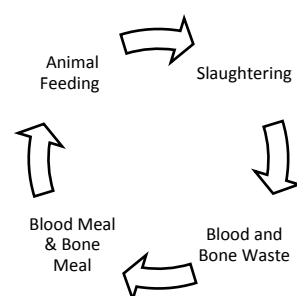 Animal
Feeding
Slaughtering
Blood and
Bone Waste
Blood Meal
& Bone
Meal